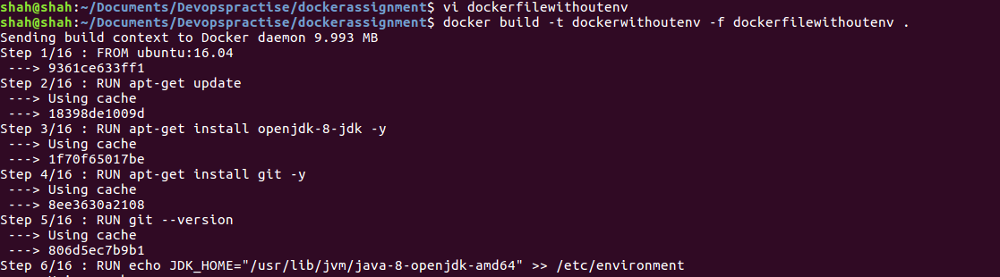 shah@shah:~/Documents/Devopspractise/dockerassignment$ vi dockerfilewithoutenv
shah@shah:~/Documents/Devopspractise/dockerassignment$ docker build -t dockerwithoutenv -f dockerfilewithoutenv .
Sending build context to Docker daemon 9.993 MB
Step 1/16 : FROM ubuntu:16.04
 ---> 9361ce633ff1
Step 2/16 : RUN apt-get update
 ---> Using cache
 ---> 18398de1009d
Step 3/16 : RUN apt-get install openjdk-8-jdk -y
 ---> Using cache
 ---> 1f70f65017be
Step 4/16 : RUN apt-get install git -y
 ---> Using cache
 ---> 8ee3630a2108
Step 5/16 : RUN git --version
 ---> Using cache
 ---> 806d5ec7b9b1
Step 6/16 : RUN echo JDK_HOME="/usr/lib/jvm/java-8-openjdk-amd64" >> /etc/environment